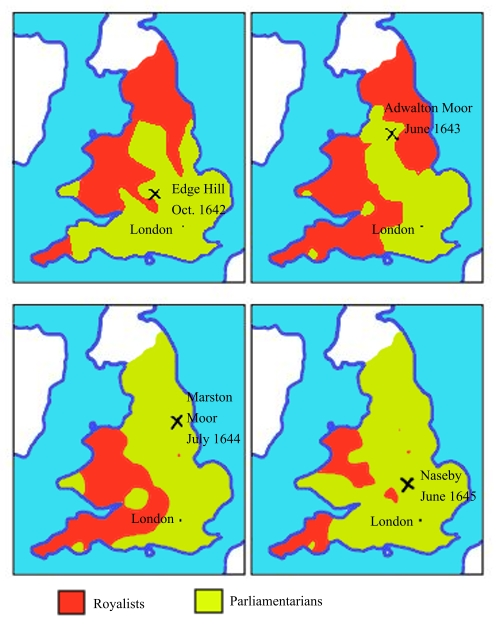 Edge Hill
Oct. 1642
London
Adwalton Moor
June 1643
London
Marston
Moor
July 1644
London
Naseby
June 1645
London
Royalists
Parliamentarians